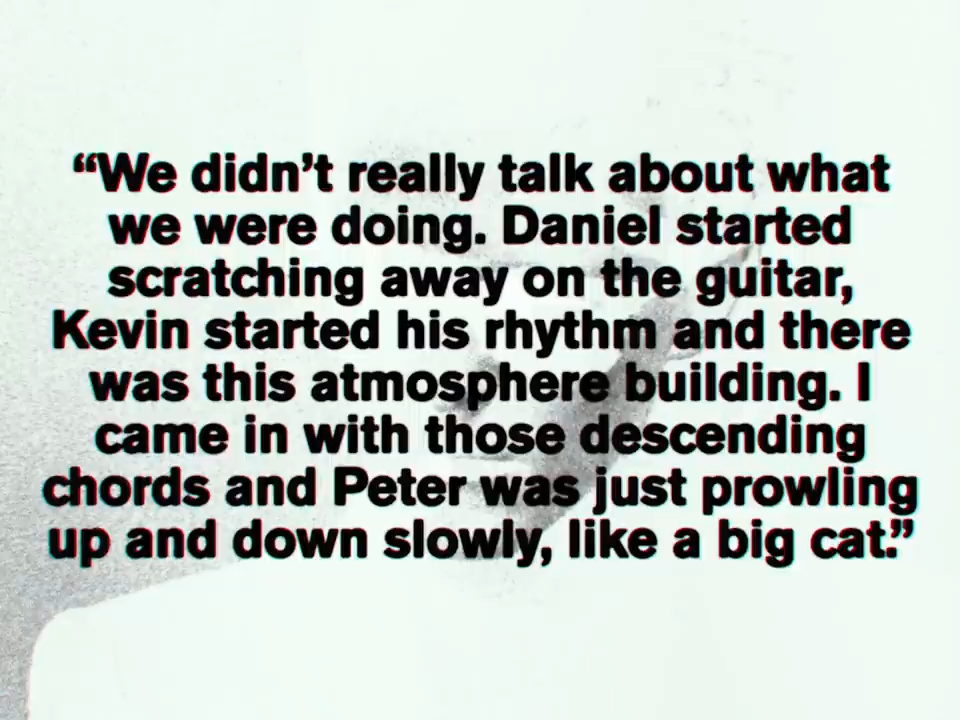 “We didn’t really talk about what
we were doing. Daniel started
scratching away on the guitar,
Kevin started his rhythm and there
was this atmosphere building. I
came in with those descending
chords and Peter was just prowling
up and down slowly, like a big cat.”